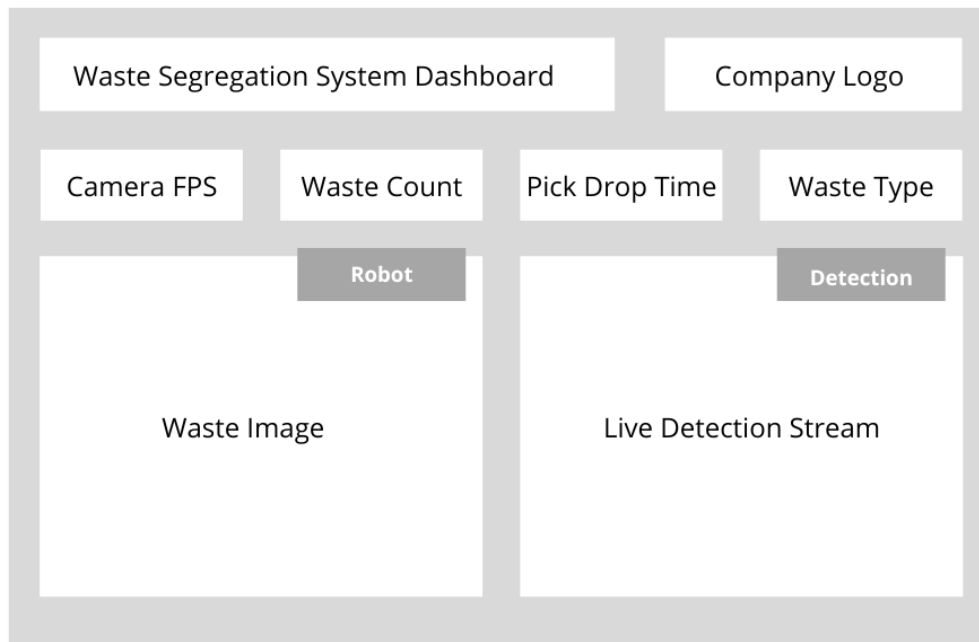 Waste Segregation System Dashboard
Company Logo
Camera FPS
Waste Count
Pick Drop Time
Waste Type
Robot
Detection
Waste Image
Live Detection Stream